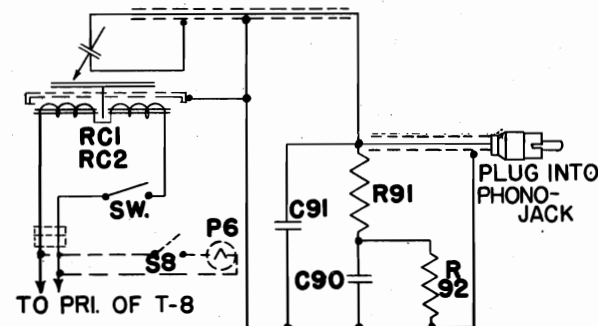 RC1
RC2
SW.
S8
P6
TO PRI. OF T-8
C91
R91
C90
R
92
PLUG INTO
PHONO-
JACK